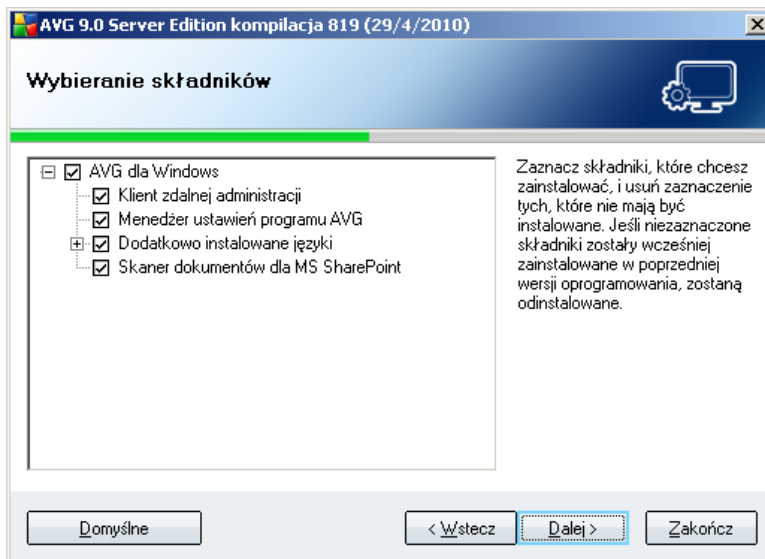 AVG 9.0 Server Edition kompilacja 819 (29/4/2010)
Wybieranie składników
AVG dla Windows
Klient zdalnej administracji
Menedżer ustawień programu AVG
Dodatkowo instalowane języki
Skaner dokumentów dla MS SharePoint
Zaznacz składniki, które chcesz
zainstalować, i usuń zaznaczenie
tych, które nie mają być
instalowane. Jeśli niezaznaczone
składniki zostały wcześniej
zainstalowane w poprzedniej
wersji oprogramowania, zostaną
odinstalowane.
Domyślne
< Wstecz
Dalej >
Zakończ